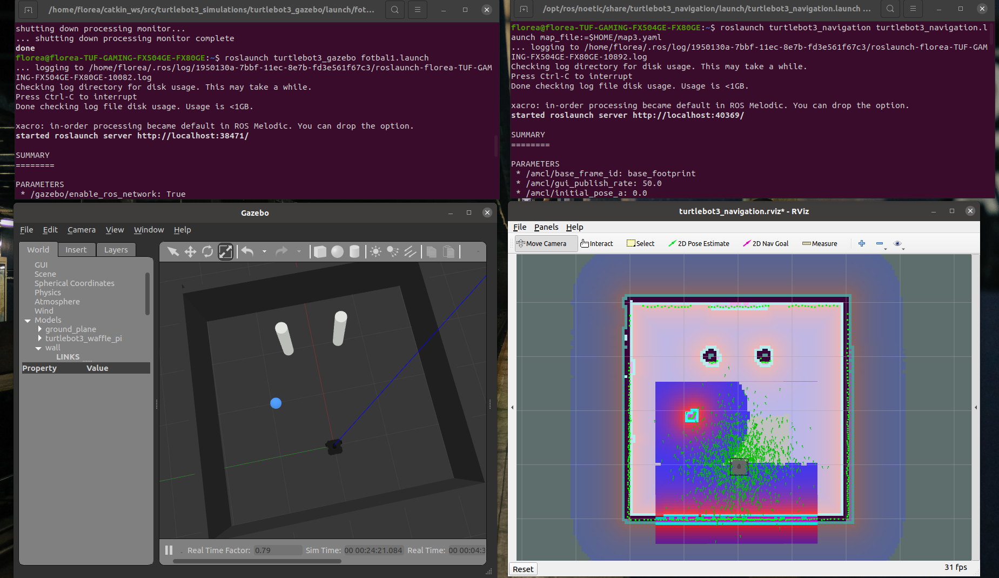 /home/florea/catkin_ws/src/turtlebot3_simulations/turtlebot3_gazebo/launch/fot...
shutting down processing monitor...
... shutting down processing monitor complete
done
florea@florea-TUF-GAMING-FX504GE-FX80GE:~$ roslaunch turtlebot3_gazebo fotbal1.launch
... logging to /home/florea/.ros/log/1950130a-7bbf-11ec-8e7b-fd3e561f67c3/roslaunch-florea-TUF-GAM
ING-FX504GE-FX80GE-10082.log
Checking log directory for disk usage. This may take a while.
Press Ctrl-C to interrupt
Done checking log file disk usage. Usage is <1GB.
xacro: in-order processing became default in ROS Melodic. You can drop the option.
started roslaunch server http://localhost:38471/
SUMMARY
========
PARAMETERS
* /gazebo/enable_ros_network: True
/opt/ros/noetic/share/turtlebot3_navigation/launch/turtlebot3_navigation.launch ...
florea@florea-TUF-GAMING-FX504GE-FX80GE:~$ roslaunch turtlebot3_navigation turtlebot3_navigation.l
aunch map_file:=$HOME/map3.yaml
... logging to /home/florea/.ros/log/1950130a-7bbf-11ec-8e7b-fd3e561f67c3/roslaunch-florea-TUF-GAM
ING-FX504GE-FX80GE-10892.log
Checking log directory for disk usage. This may take a while.
Press Ctrl-C to interrupt
Done checking log file disk usage. Usage is <1GB.
xacro: in-order processing became default in ROS Melodic. You can drop the option.
started roslaunch server http://localhost:40369/
SUMMARY
========
PARAMETERS
* /amcl/base_frame_id: base_footprint
* /amcl/gui_publish_rate: 50.0
* /amcl/initial_pose_a: 0.0
Gazebo
File Edit Camera View Window Help
World Insert Layers
GUI
Scene
Spherical Coordinates
Physics
Atmosphere
Wind
Models
ground_plane
turtlebot3_waffle_pi
wall
LINKS
Property Value
Real Time Factor: 0.79 Sim Time: 00 00:24:21.084 Real Time: 00 00:04:3
turtlebot3_navigation.rviz* - RViz
File Panels Help
Move Camera Interact Select 2D Pose Estimate 2D Nav Goal Measure
Reset
31 fps